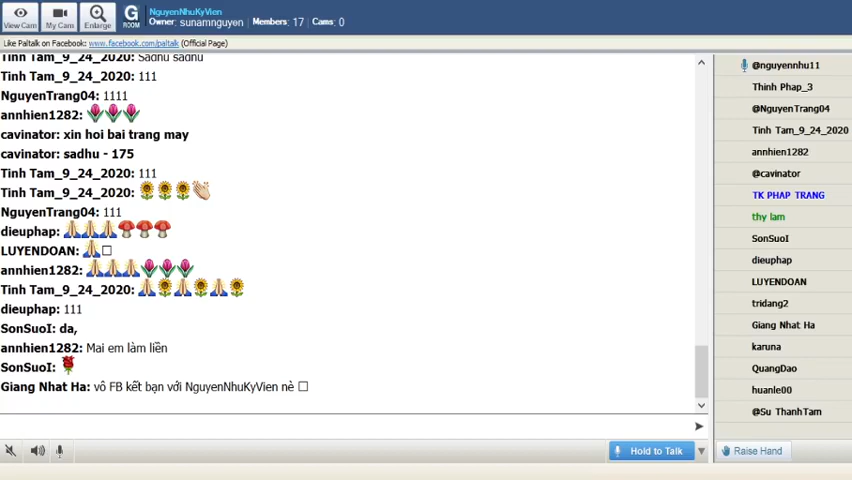 NguyenNhuKyVien
G Owner: sunamnguyen Members: 17 Cams: 0
View Cam My Cam Enlarge ROOM
Like Paltalk on Facebook: www.facebook.com/paltalk (Official Page)
Tinh Tam_9_24_2020: Sadhu sadhu
Tinh Tam_9_24_2020: 111
NguyenTrang04: 1111
annhien1282:
cavinator: xin hoi bai trang may
cavinator: sadhu - 175
Tinh Tam_9_24_2020: 111
Tinh Tam_9_24_2020:
NguyenTrang04: 111
dieuphap:
LUYENDOAN:
annhien1282:
Tinh Tam_9_24_2020:
dieuphap: 111
SonSuoI: da,
annhien1282: Mai em làm liền
SonSuoI:
Giang Nhat Ha: vô FB kết bạn với NguyenNhuKyVien nè
Hold to Talk
@nguyennhu11
Thinh Phap_3
@NguyenTrang04
Tinh Tam_9_24_2020
annhien1282
@cavinator
TK PHAP TRANG
thy lam
SonSuoI
dieuphap
LUYENDOAN
tridang2
Giang Nhat Ha
karuna
QuangDao
huanle00
@Su ThanhTam
Raise Hand